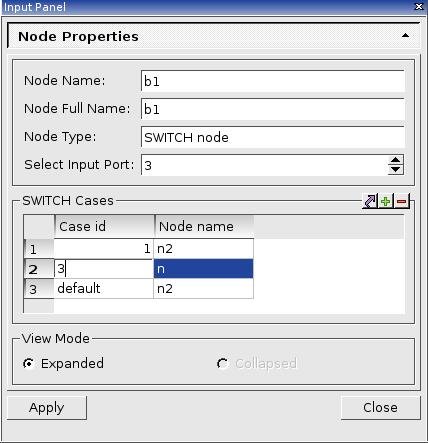 Input Panel
Node Properties
Node Name: b1
Node Full Name: b1
Node Type: SWITCH node
Select Input Port: 3
SWITCH Cases
Case id Node name
1 1 n2
2 3 n
3 default n2
View Mode
Expanded Collapsed
Apply Close